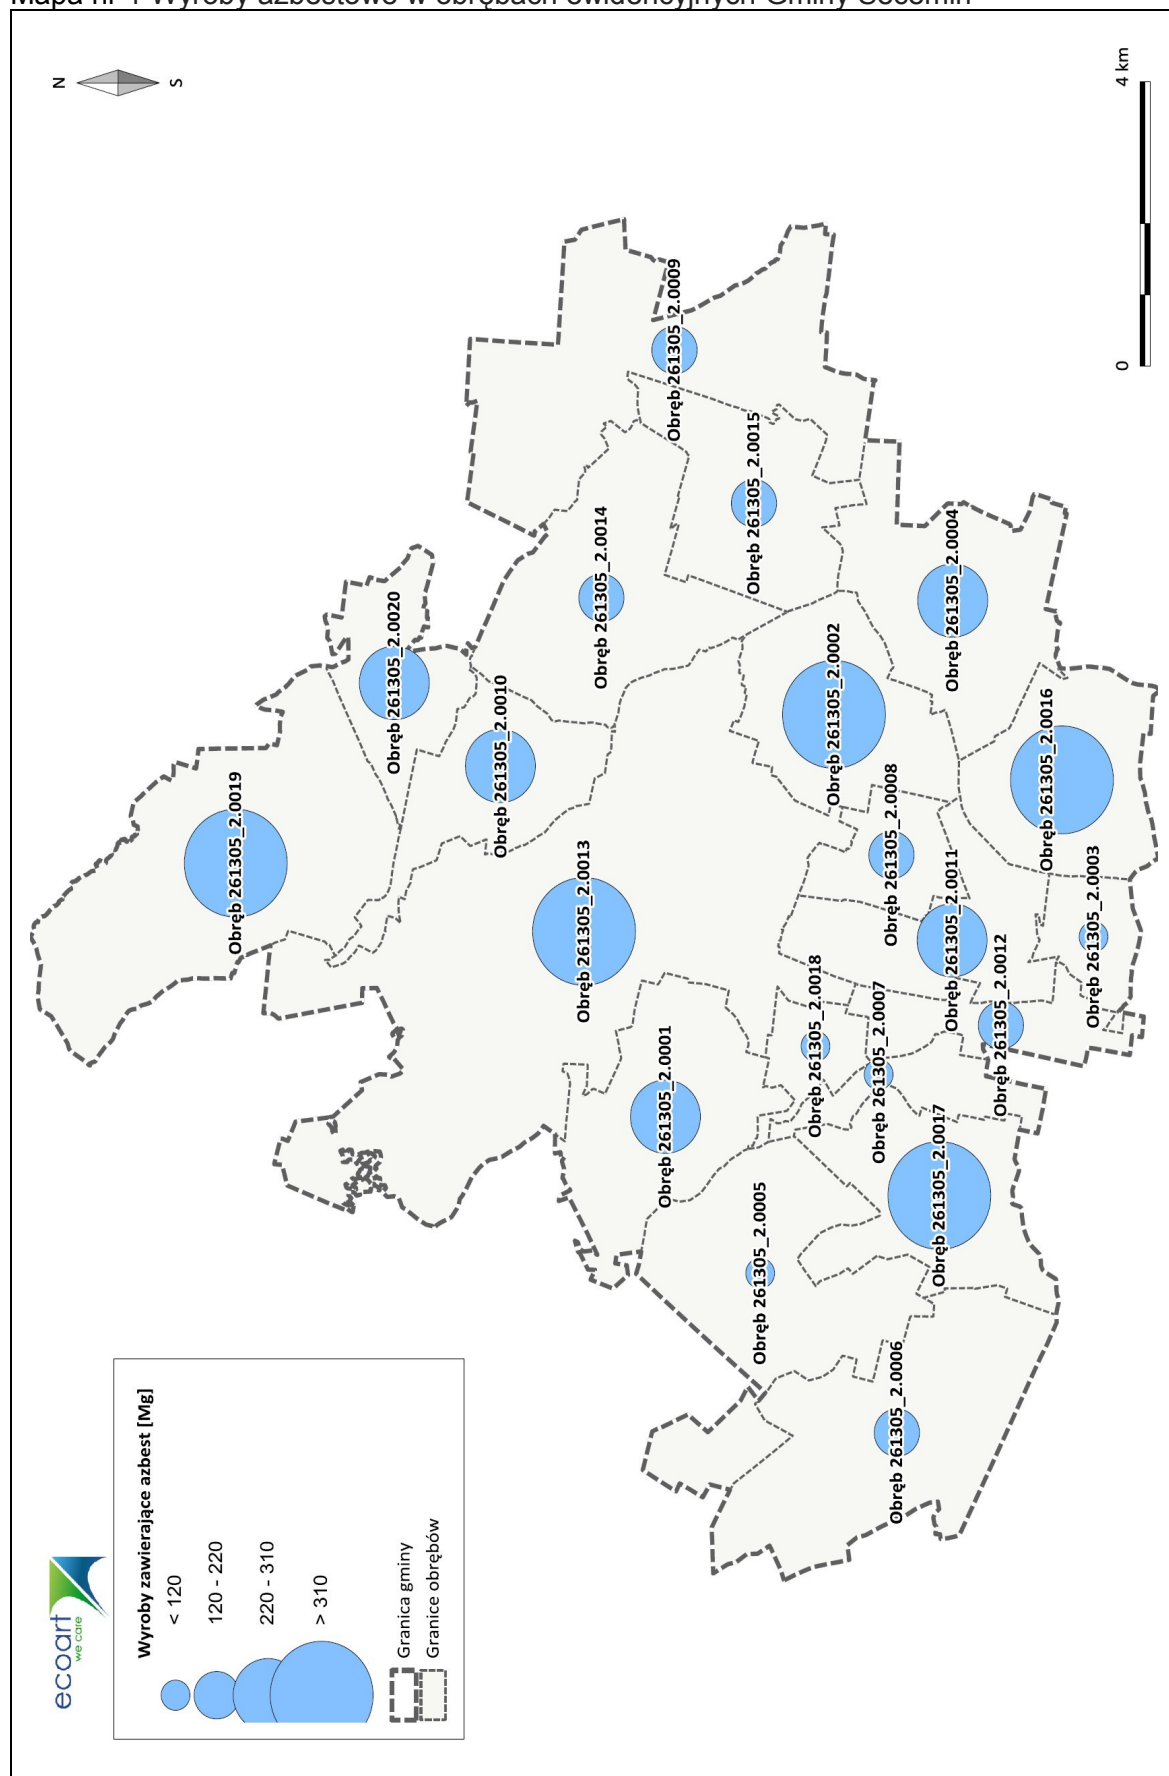 Mapa nr 1 Wyroby azbestowe w obrębach ewidencyjnych Gminy Secemin
N
S
4 km
0
Obręb 261305_2.0009
Obręb 261305_2.0015
Obręb 261305_2.0014
Obręb 261305_2.0004
Obręb 261305_2.0020
Obręb 261305_2.0010
Obręb 261305_2.0002
Obręb 261305_2.0016
Obręb 261305_2.0019
Obręb 261305_2.0013
Obręb 261305_2.0008
Obręb 261305_2.0011
Obręb 261305_2.0003
Obręb 261305_2.0012
Obręb 261305_2.0018
Obręb 261305_2.0007
Obręb 261305_2.0001
Obręb 261305_2.0017
Obręb 261305_2.0005
Obręb 261305_2.0006
ecoart
we care
Wyroby zawierające azbest [Mg]
< 120
120 - 220
220 - 310
> 310
Granica gminy
Granice obrębów